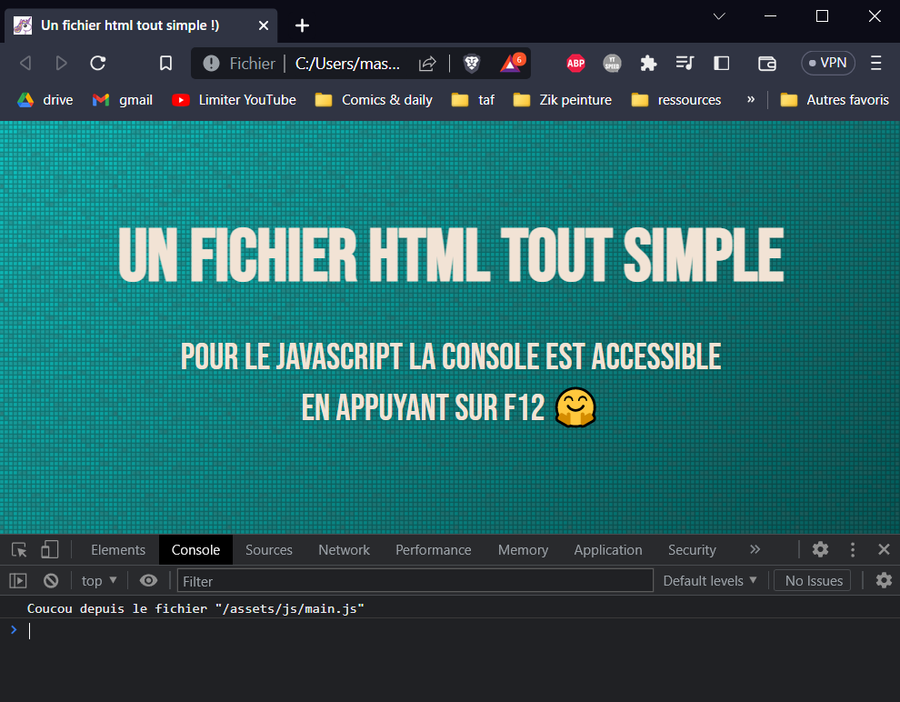 Un fichier html tout simple !)
Fichier | C:/Users/mas...
6
ABP
YT SPEED
VPN
drive
gmail
Limiter YouTube
Comics & daily
taf
Zik peinture
ressources
»
Autres favoris
UN FICHIER HTML TOUT SIMPLE
POUR LE JAVASCRIPT LA CONSOLE EST ACCESSIBLE
EN APPUYANT SUR F12 🤗
Elements
Console
Sources
Network
Performance
Memory
Application
Security
»
top
Filter
Default levels
No Issues
Coucou depuis le fichier "/assets/js/main.js"
>